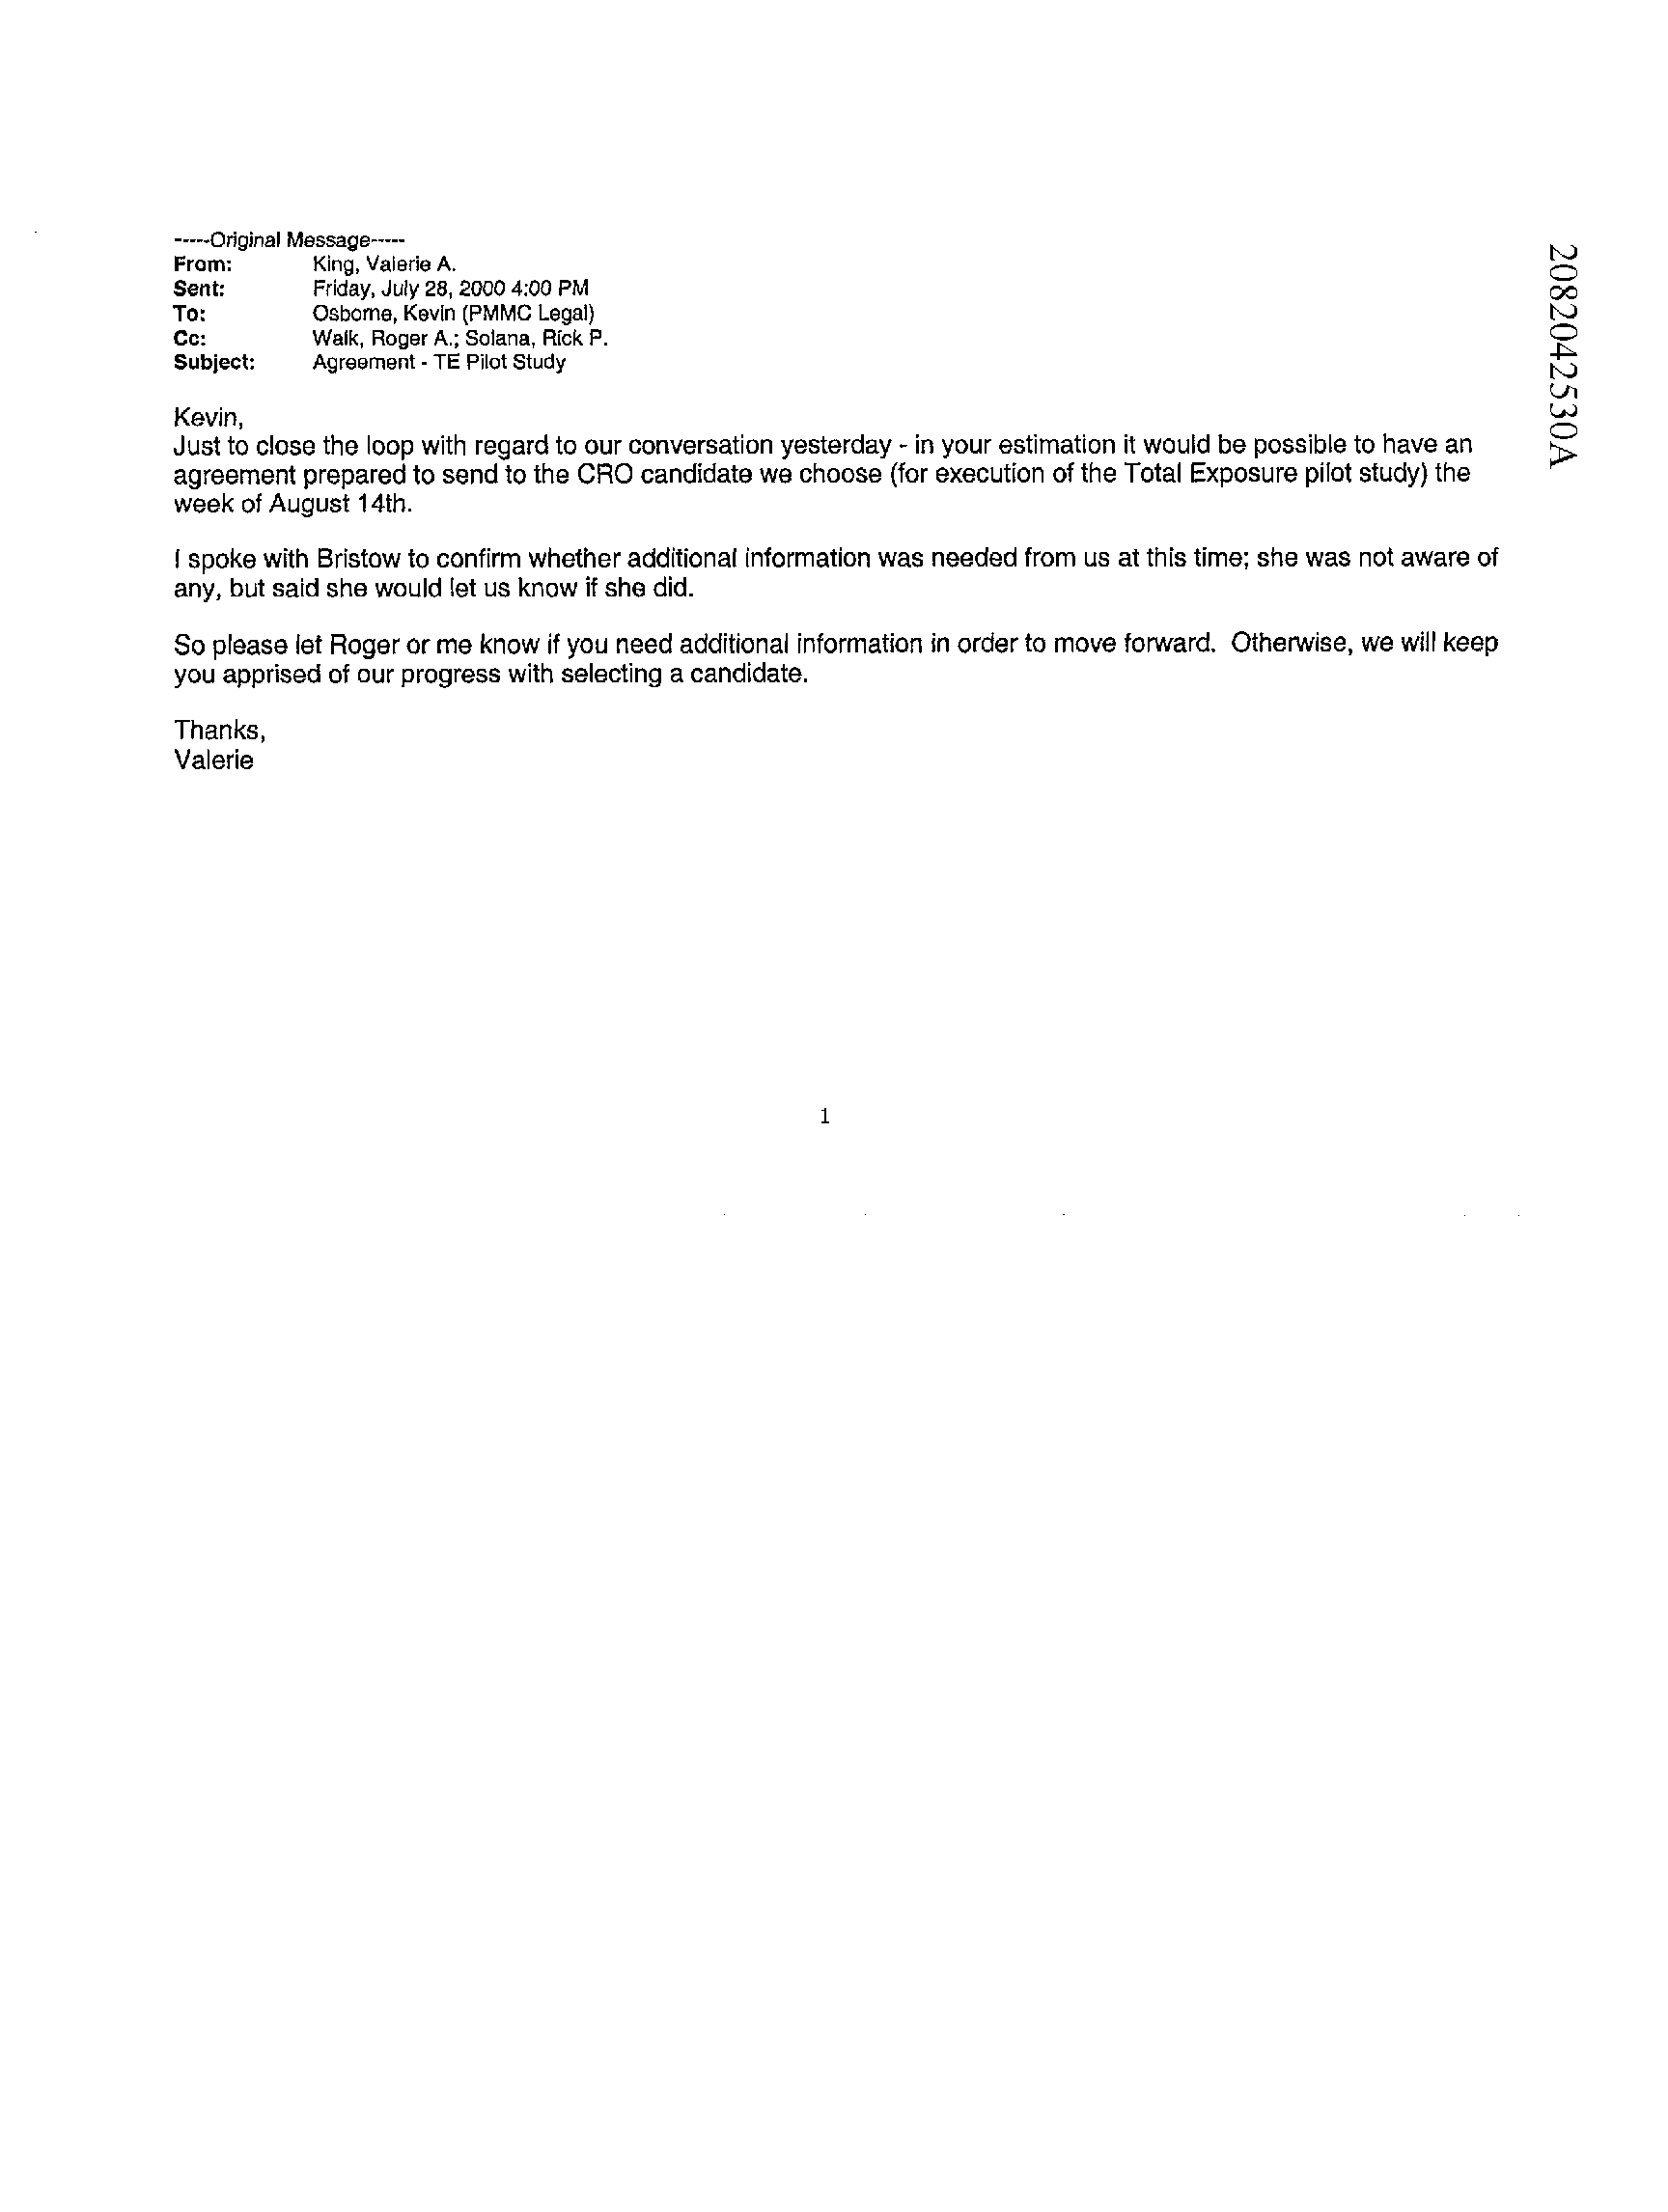 -----Original Message-----
From: King, Valerie A.
Sent: Friday, July 28, 2000 4:00 PM
To: Osborne, Kevin (PMMC Legal)
Cc: Walk, Roger A.; Solana, Rick P.
Subject: Agreement - TE Pilot Study
Kevin,
Just to close the loop with regard to our conversation yesterday - in your estimation it would be possible to have an
agreement prepared to send to the CRO candidate we choose (for execution of the Total Exposure pilot study) the
week of August 14th.
I spoke with Bristow to confirm whether additional information was needed from us at this time; she was not aware of
any, but said she would let us know if she did.
So please let Roger or me know if you need additional information in order to move forward.  Otherwise, we will keep
you apprised of our progress with selecting a candidate.
Thanks,
Valerie
1
2082042530A